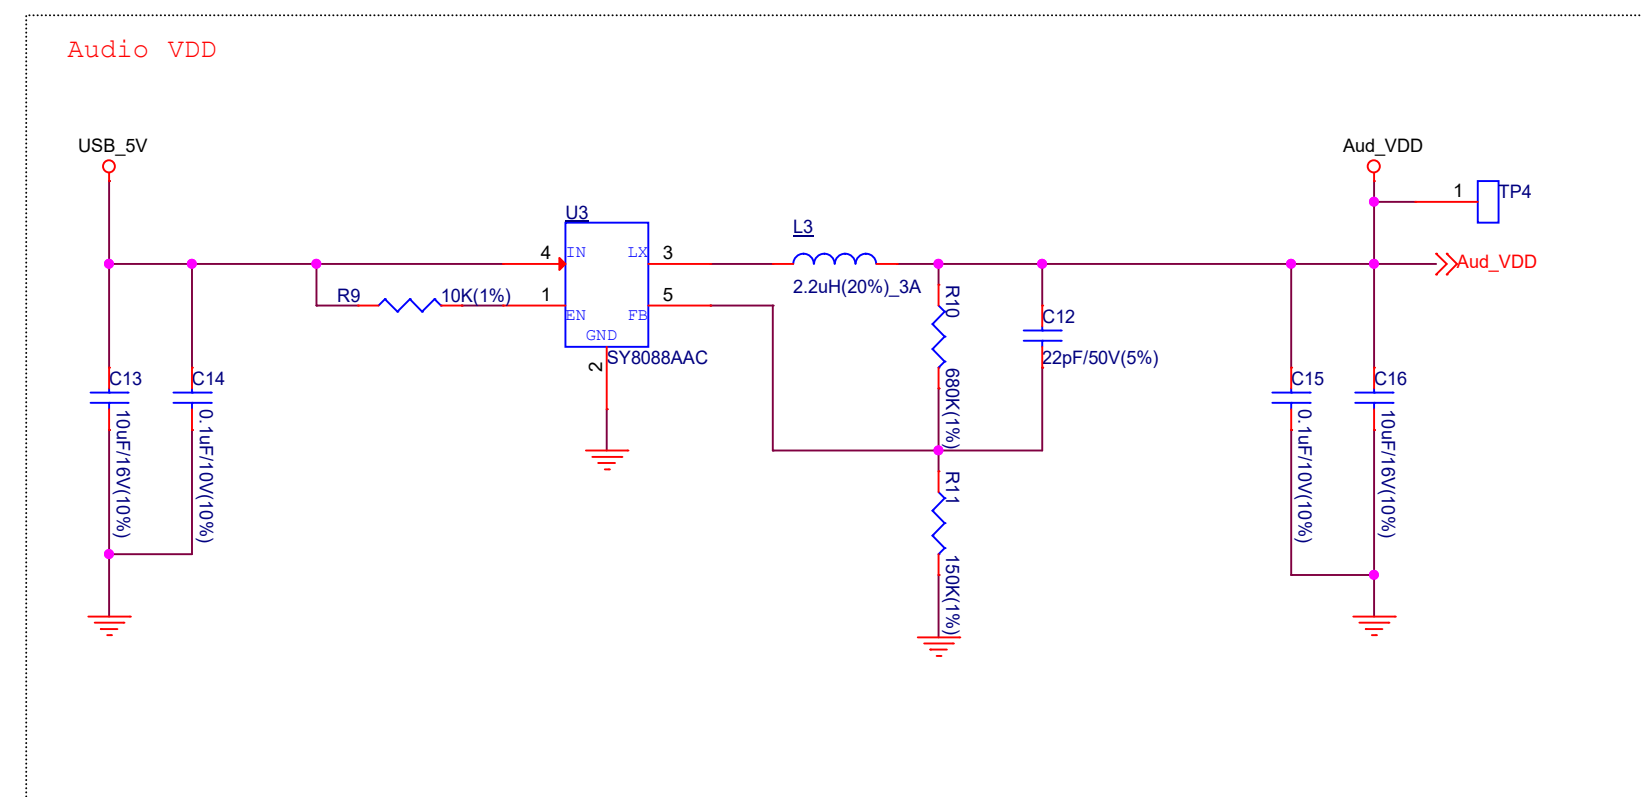 Audio VDD
USB_5V
Aud_VDD
1
TP4
U3
L3
4
IN
LX
3
Aud_VDD
2.2uH(20%)_3A
R9
10K(1%)
1
EN
FB
5
R10
C12
GND
SY8088AAC
22pF/50V(5%)
2
680K(1%)
C13
C14
C15
C16
10uF/16V(10%)
0.1uF/10V(10%)
0.1uF/10V(10%)
10uF/16V(10%)
R11
150K(1%)